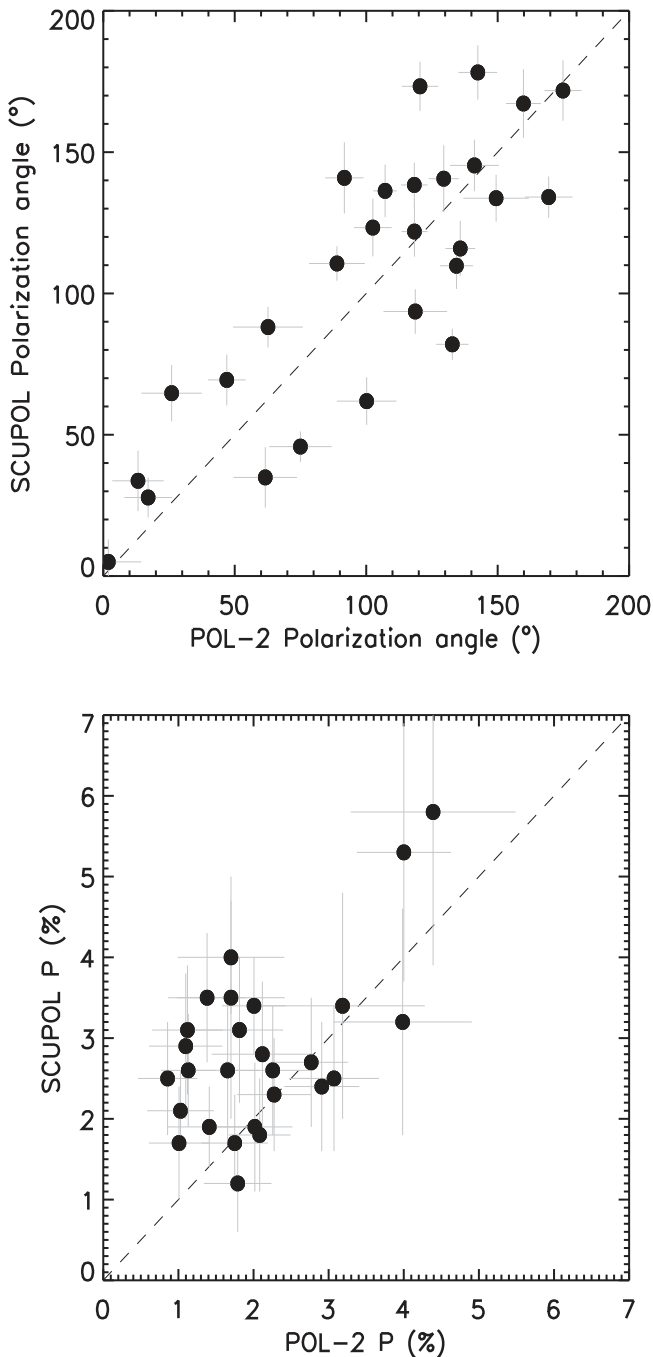 200
150
100
50
0
SCUPOL Polarization angle (°)
0 50 100 150 200
POL-2 Polarization angle (°)
7
6
5
4
3
2
1
0
SCUPOL P (%)
0 1 2 3 4 5 6 7
POL-2 P (%)